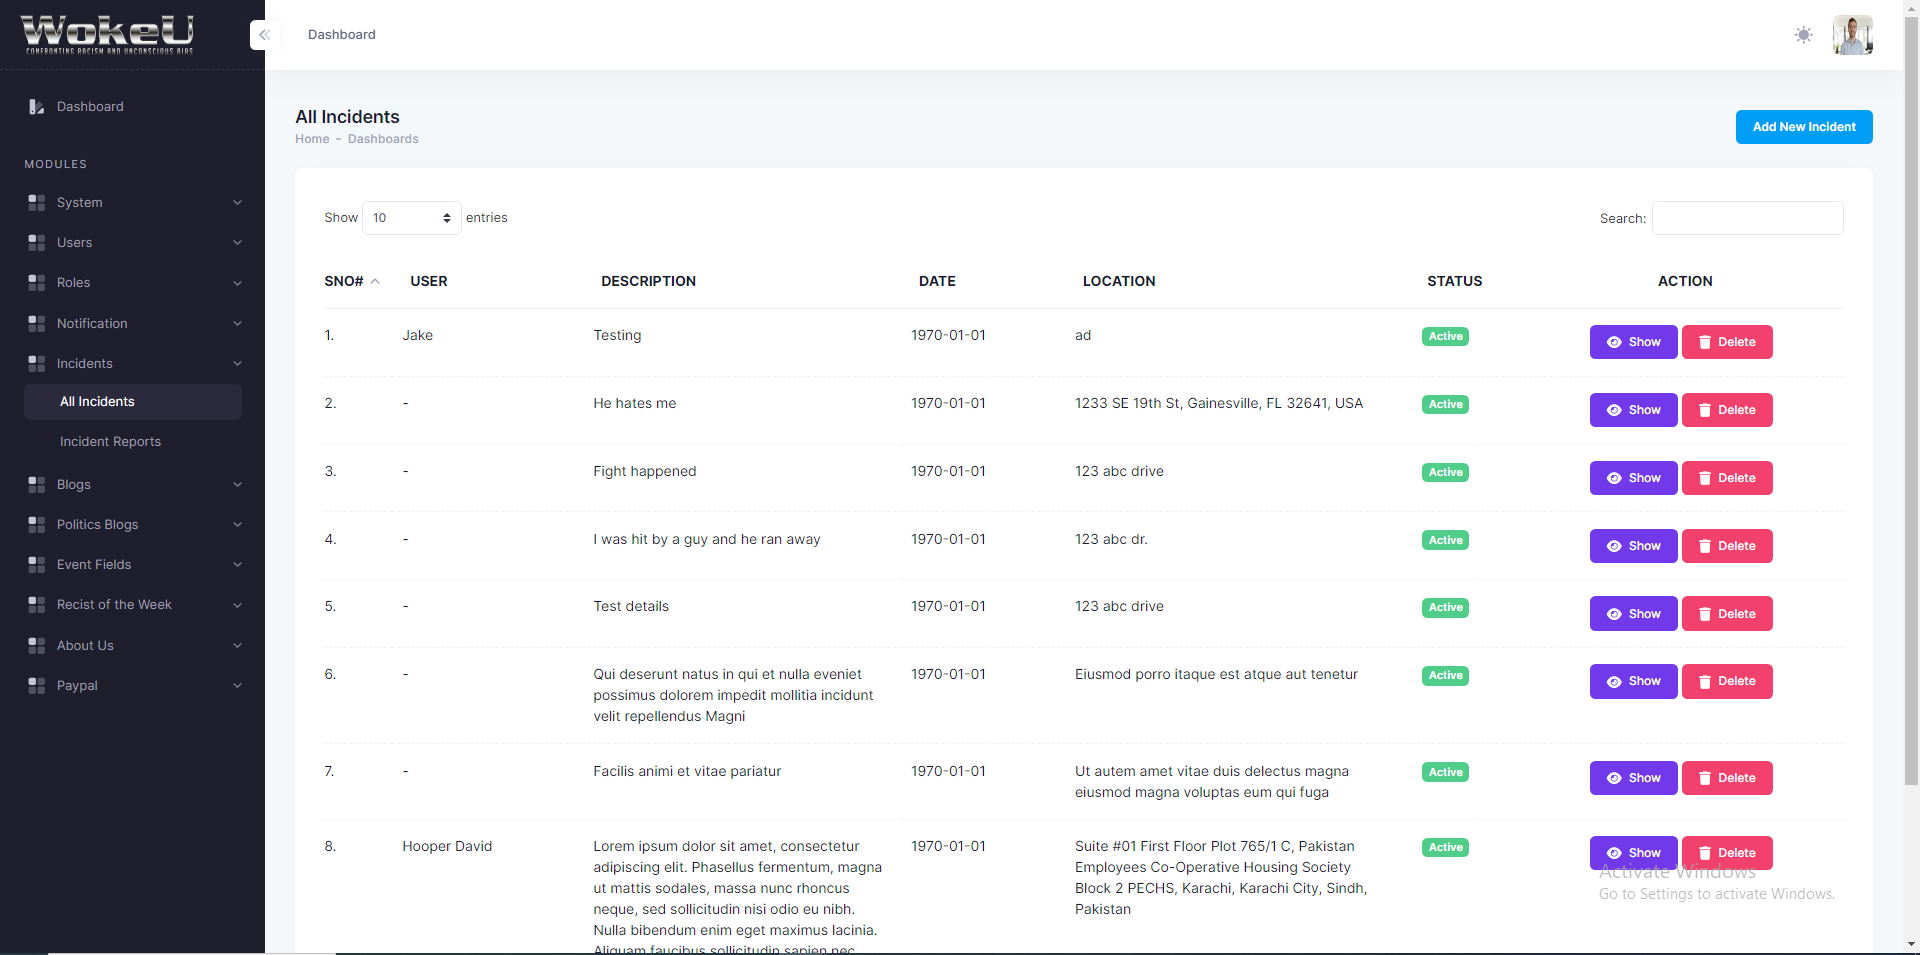 WokeU
CONFRONTING RACISM AND UNCONSCIOUS BIAS
Dashboard
Dashboard
MODULES
System
Users
Roles
Notification
Incidents
All Incidents
Incident Reports
Blogs
Politics Blogs
Event Fields
Recist of the Week
About Us
Paypal
All Incidents
Home - Dashboards
Add New Incident
Show 10 entries
Search:
SNO# USER DESCRIPTION DATE LOCATION STATUS ACTION
1. Jake Testing 1970-01-01 ad Active Show Delete
2. - He hates me 1970-01-01 1233 SE 19th St, Gainesville, FL 32641, USA Active Show Delete
3. - Fight happened 1970-01-01 123 abc drive Active Show Delete
4. - I was hit by a guy and he ran away 1970-01-01 123 abc dr. Active Show Delete
5. - Test details 1970-01-01 123 abc drive Active Show Delete
6. - Qui deserunt natus in qui et nulla eveniet 1970-01-01 Eiusmod porro itaque est atque aut tenetur Active Show Delete
possimus dolorem impedit mollitia incidunt
velit repellendus Magni
7. - Facilis animi et vitae pariatur 1970-01-01 Ut autem amet vitae duis delectus magna Active Show Delete
eiusmod magna voluptas eum qui fuga
8. Hooper David Lorem ipsum dolor sit amet, consectetur 1970-01-01 Suite #01 First Floor Plot 765/1 C, Pakistan Active Show Delete
adipiscing elit. Phasellus fermentum, magna Employees Co-Operative Housing Society
ut mattis sodales, massa nunc rhoncus Block 2 PECHS, Karachi, Karachi City, Sindh,
neque, sed sollicitudin nisi odio eu nibh. Pakistan
Nulla bibendum enim eget maximus lacinia.
Aliquam faucibus sollicitudin sapien nec
Activate Windows
Go to Settings to activate Windows.